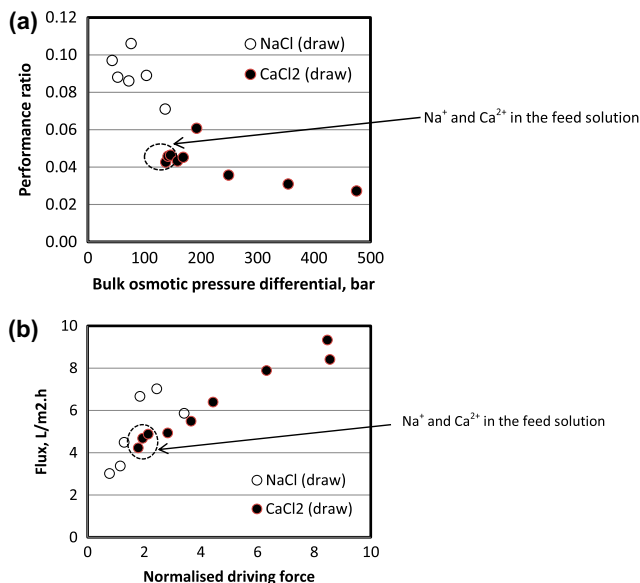 (a)
0.12
0.10
0.08
0.06
0.04
0.02
0.00
Performance ratio
NaCl (draw)
CaCl2 (draw)
Na⁺ and Ca²⁺ in the feed solution
0 100 200 300 400 500
Bulk osmotic pressure differential, bar
(b)
10
8
6
4
2
0
Flux, L/m2.h
Na⁺ and Ca²⁺ in the feed solution
NaCl (draw)
CaCl2 (draw)
0 2 4 6 8 10
Normalised driving force